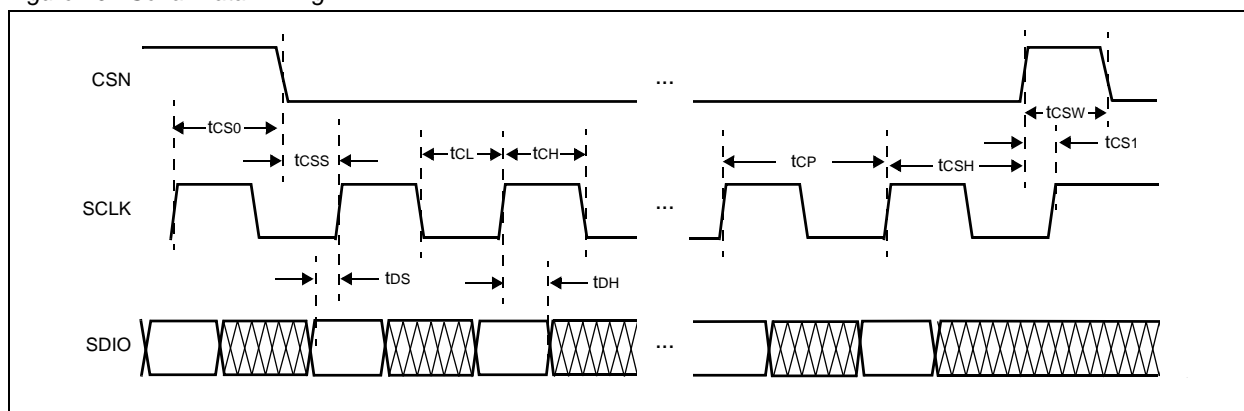 CSN
...
tCS0
tCSW
tCSS
tCL
tCH
tCP
tCSH
tCS1
SCLK
...
tDS
tDH
SDIO
...